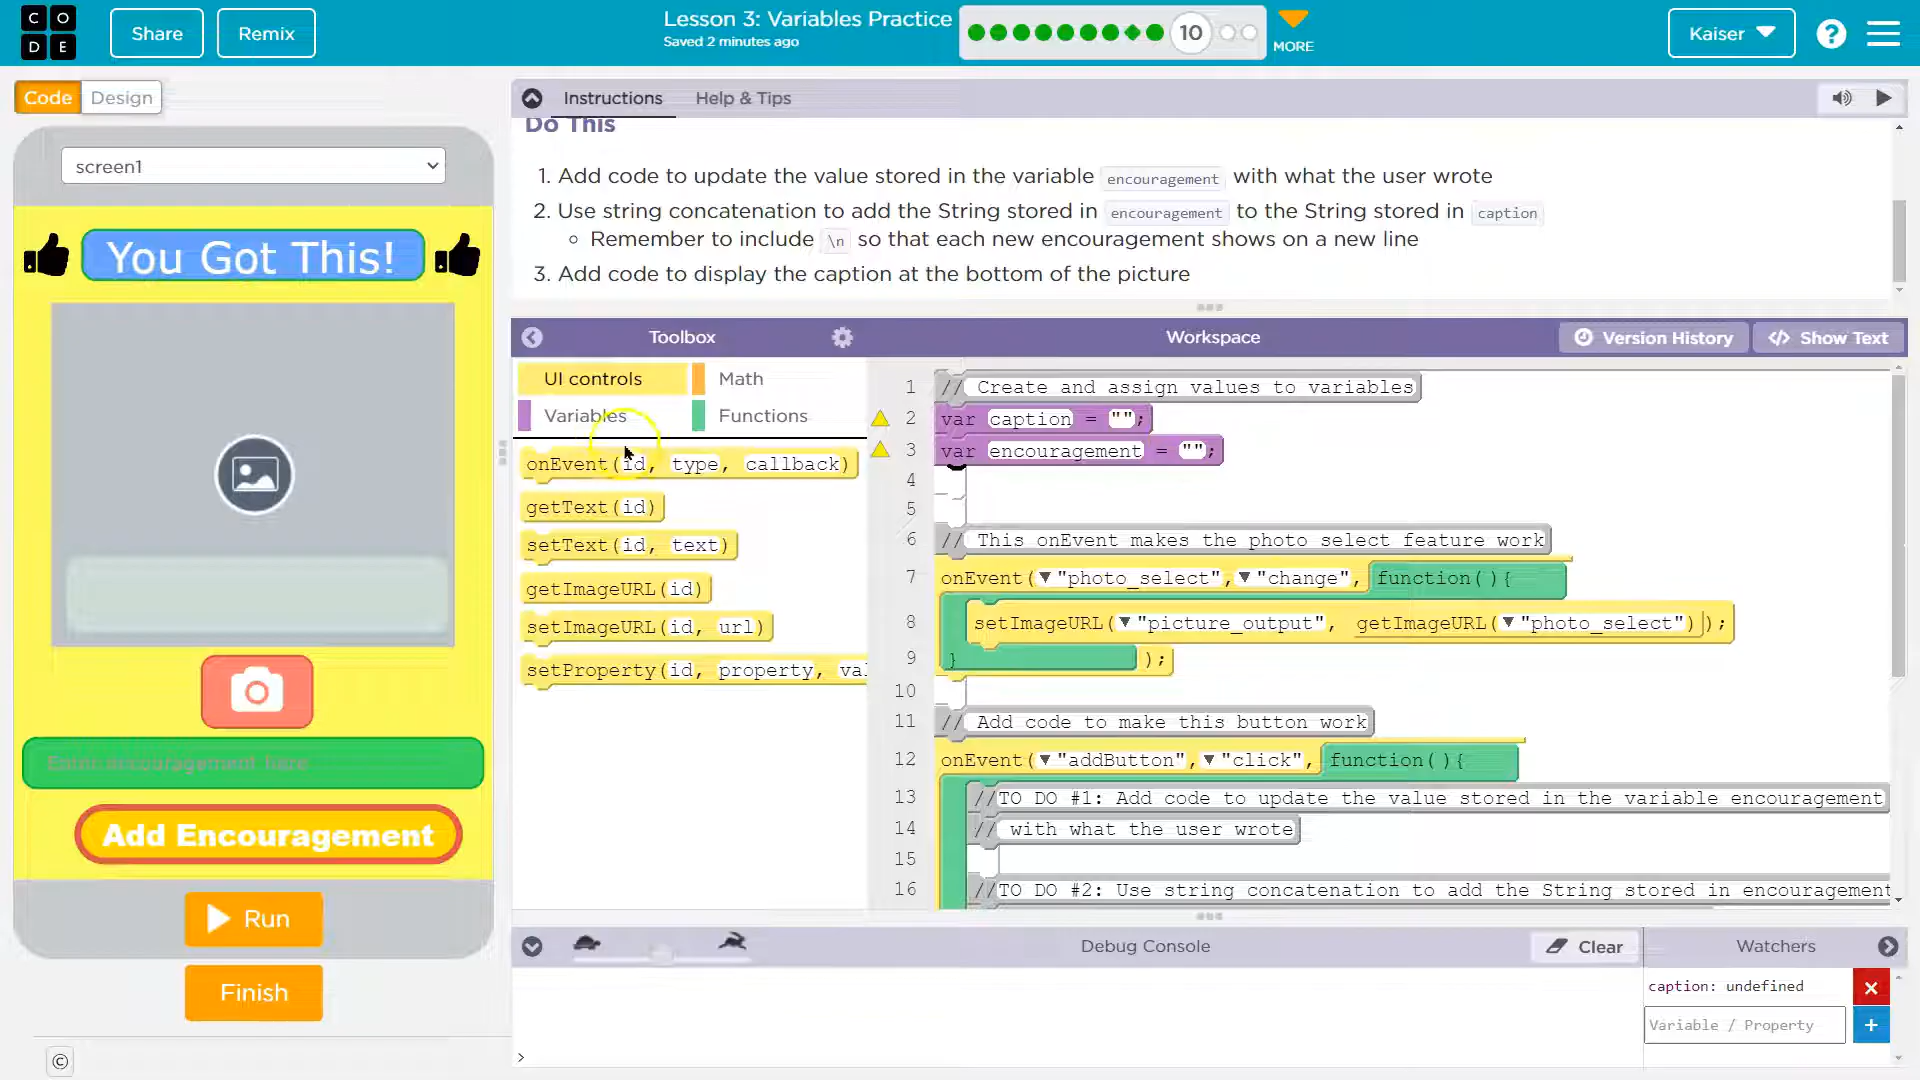 CODE
Share
Remix
Lesson 3: Variables Practice
Saved 2 minutes ago
10
MORE
Kaiser
?
Code
Design
Instructions
Help & Tips
Do This
screen1
1. Add code to update the value stored in the variable encouragement with what the user wrote
2. Use string concatenation to add the String stored in encouragement to the String stored in caption
Remember to include \n so that each new encouragement shows on a new line
3. Add code to display the caption at the bottom of the picture
You Got This!
Enter encouragement here
Add Encouragement
Run
Finish
©
Toolbox
Workspace
Version History
Show Text
UI controls
Math
Variables
Functions
onEvent(id, type, callback)
getText(id)
setText(id, text)
getImageURL(id)
setImageURL(id, url)
setProperty(id, property, val
1 // Create and assign values to variables
2 var caption = "";
3 var encouragement = "";
4
5
6 // This onEvent makes the photo select feature work
7 onEvent(▼"photo_select",▼"change", function(){
8 setImageURL(▼"picture_output", getImageURL(▼"photo_select"));
9 } );
10
11 // Add code to make this button work
12 onEvent(▼"addButton",▼"click", function(){
13 //TO DO #1: Add code to update the value stored in the variable encouragement
14 // with what the user wrote
15
16 //TO DO #2: Use string concatenation to add the String stored in encouragement
Debug Console
Clear
Watchers
caption: undefined
Variable / Property
>